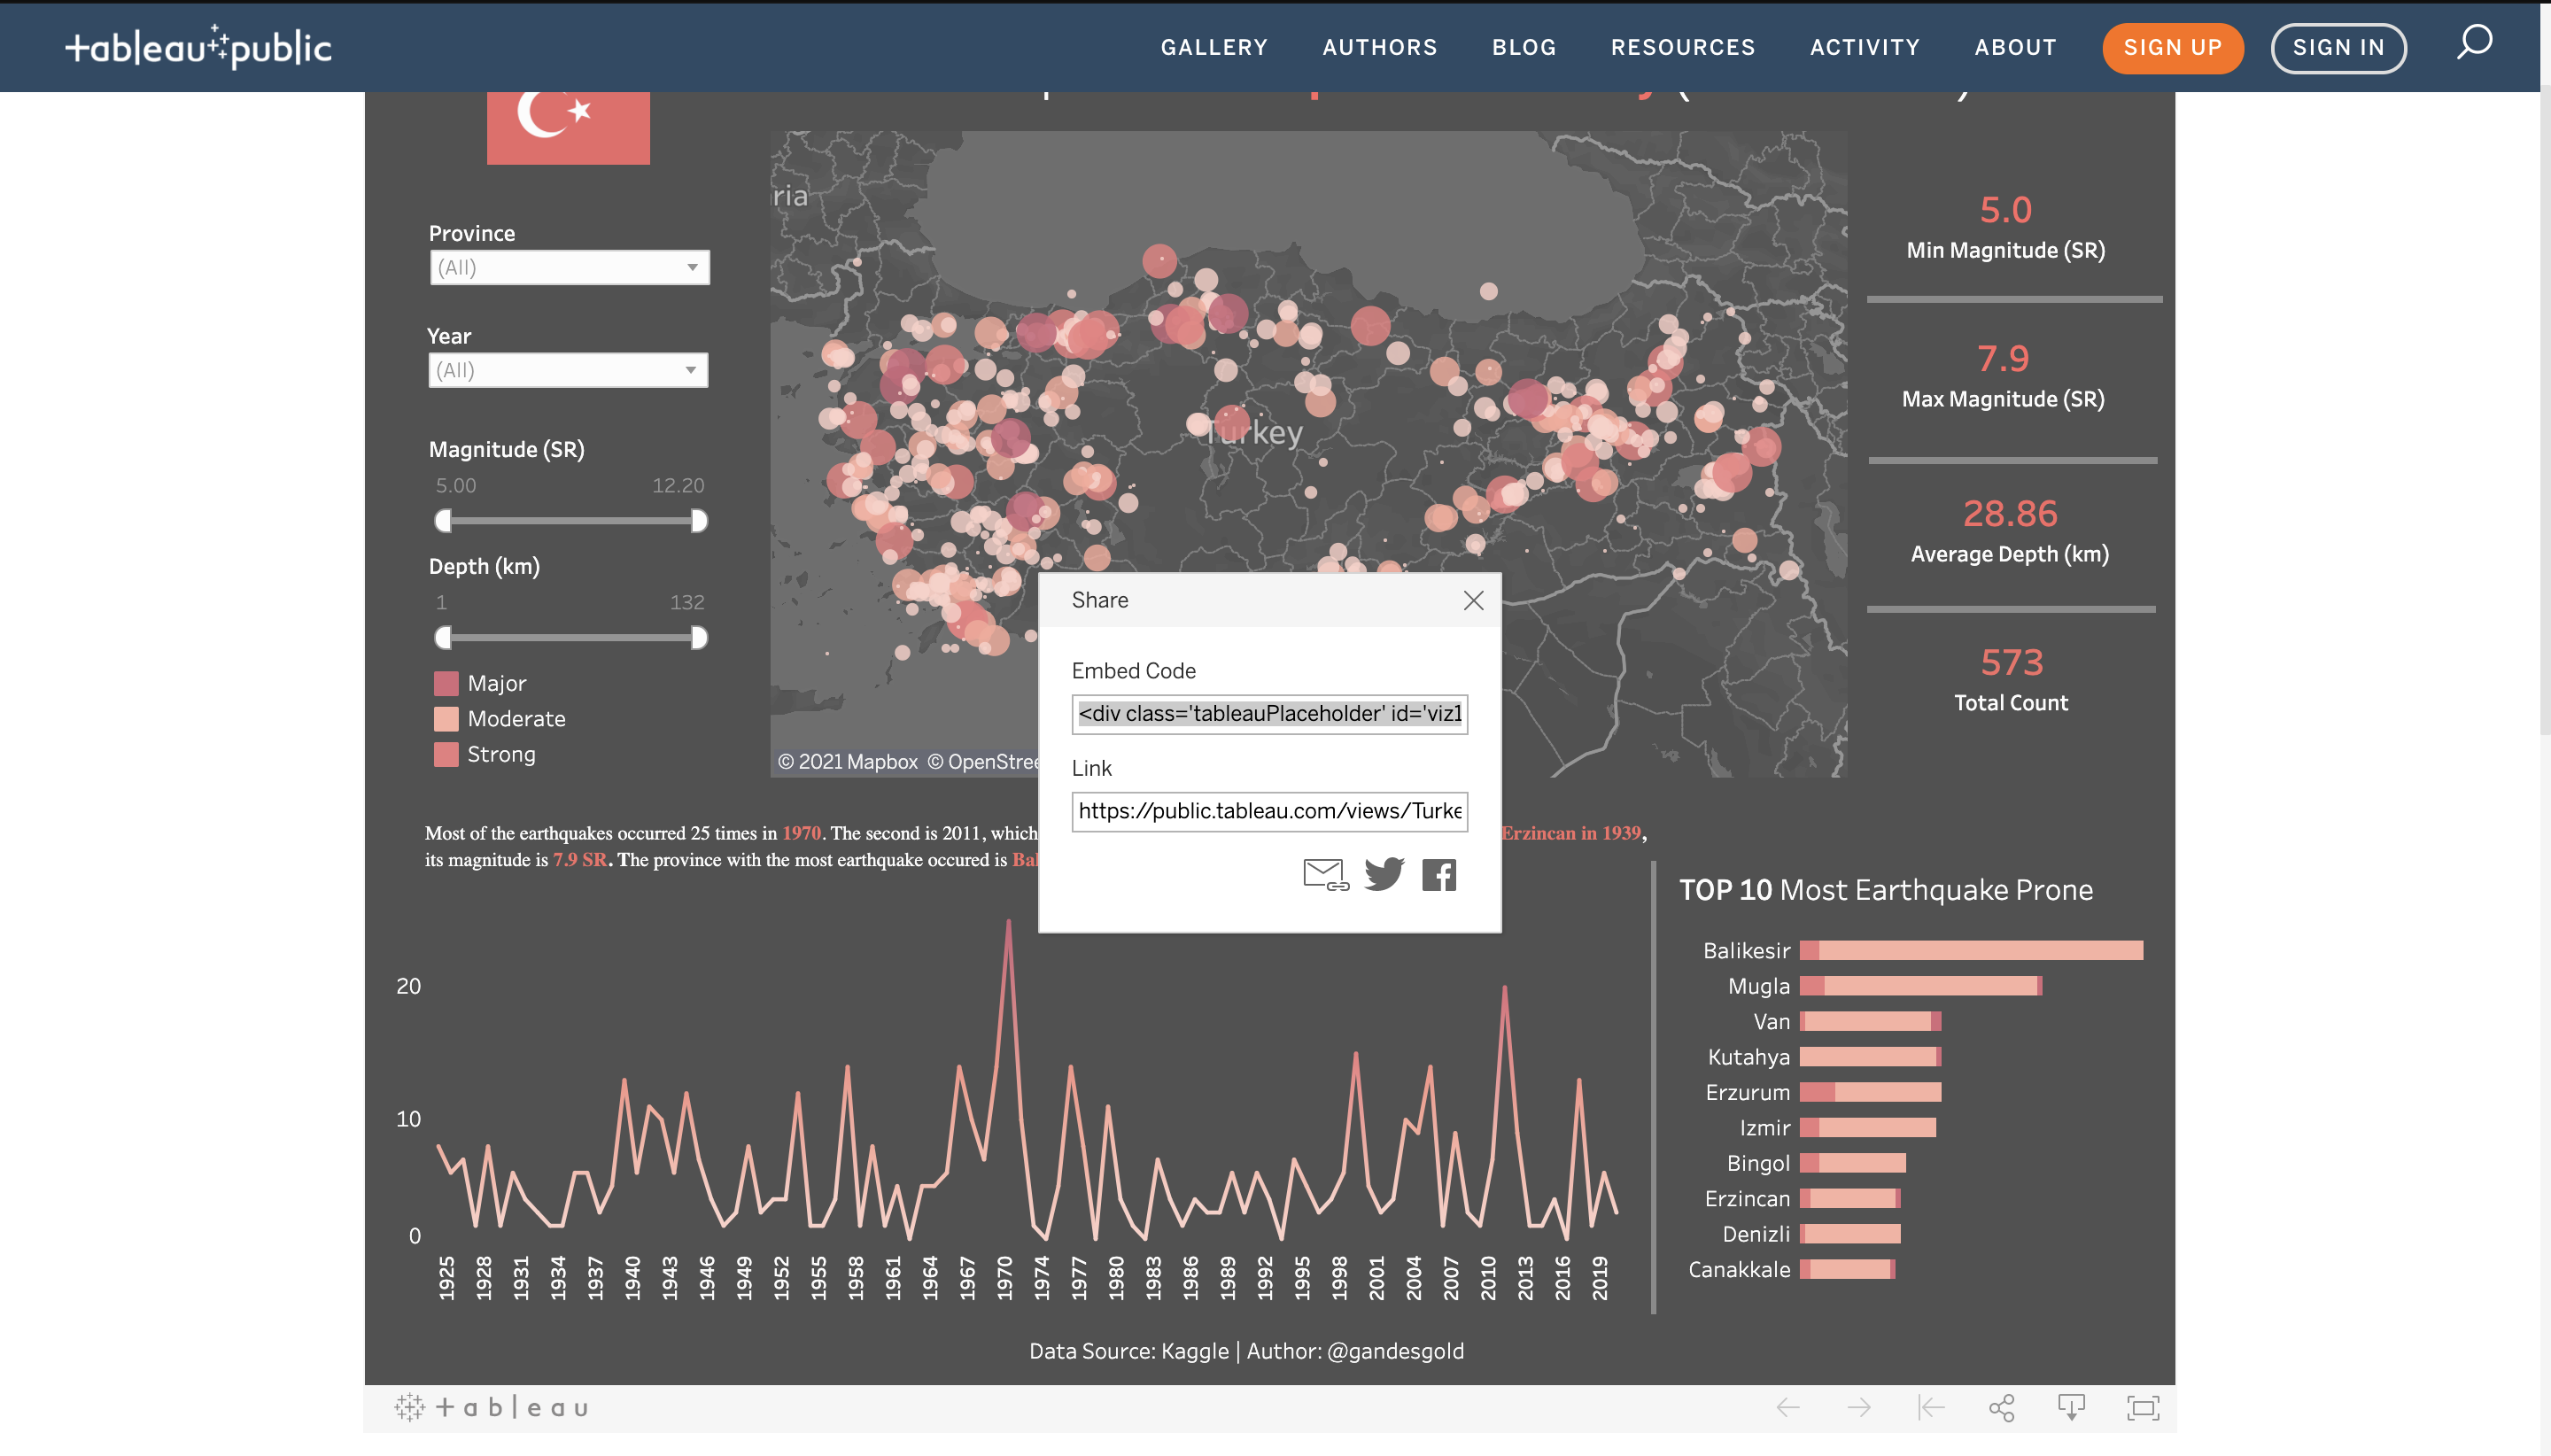 tableau public
GALLERY
AUTHORS
BLOG
RESOURCES
ACTIVITY
ABOUT
SIGN UP
SIGN IN
Province
(All)
Year
(All)
Magnitude (SR)
5.00 12.20
Depth (km)
1 132
Major
Moderate
Strong
ria
Turkey
© 2021 Mapbox © OpenStree
5.0
Min Magnitude (SR)
7.9
Max Magnitude (SR)
28.86
Average Depth (km)
573
Total Count
Share
Embed Code
<div class='tableauPlaceholder' id='viz1
Link
https://public.tableau.com/views/Turke
Most of the earthquakes occurred 25 times in 1970. The second is 2011, which Erzincan in 1939,
its magnitude is 7.9 SR. The province with the most earthquake occured is Bal
20
10
0
1925 1928 1931 1934 1937 1940 1943 1946 1949 1952 1955 1958 1961 1964 1967 1970 1974 1977 1980 1983 1986 1989 1992 1995 1998 2001 2004 2007 2010 2013 2016 2019
TOP 10 Most Earthquake Prone
Balikesir
Mugla
Van
Kutahya
Erzurum
Izmir
Bingol
Erzincan
Denizli
Canakkale
Data Source: Kaggle | Author: @gandesgold
tableau